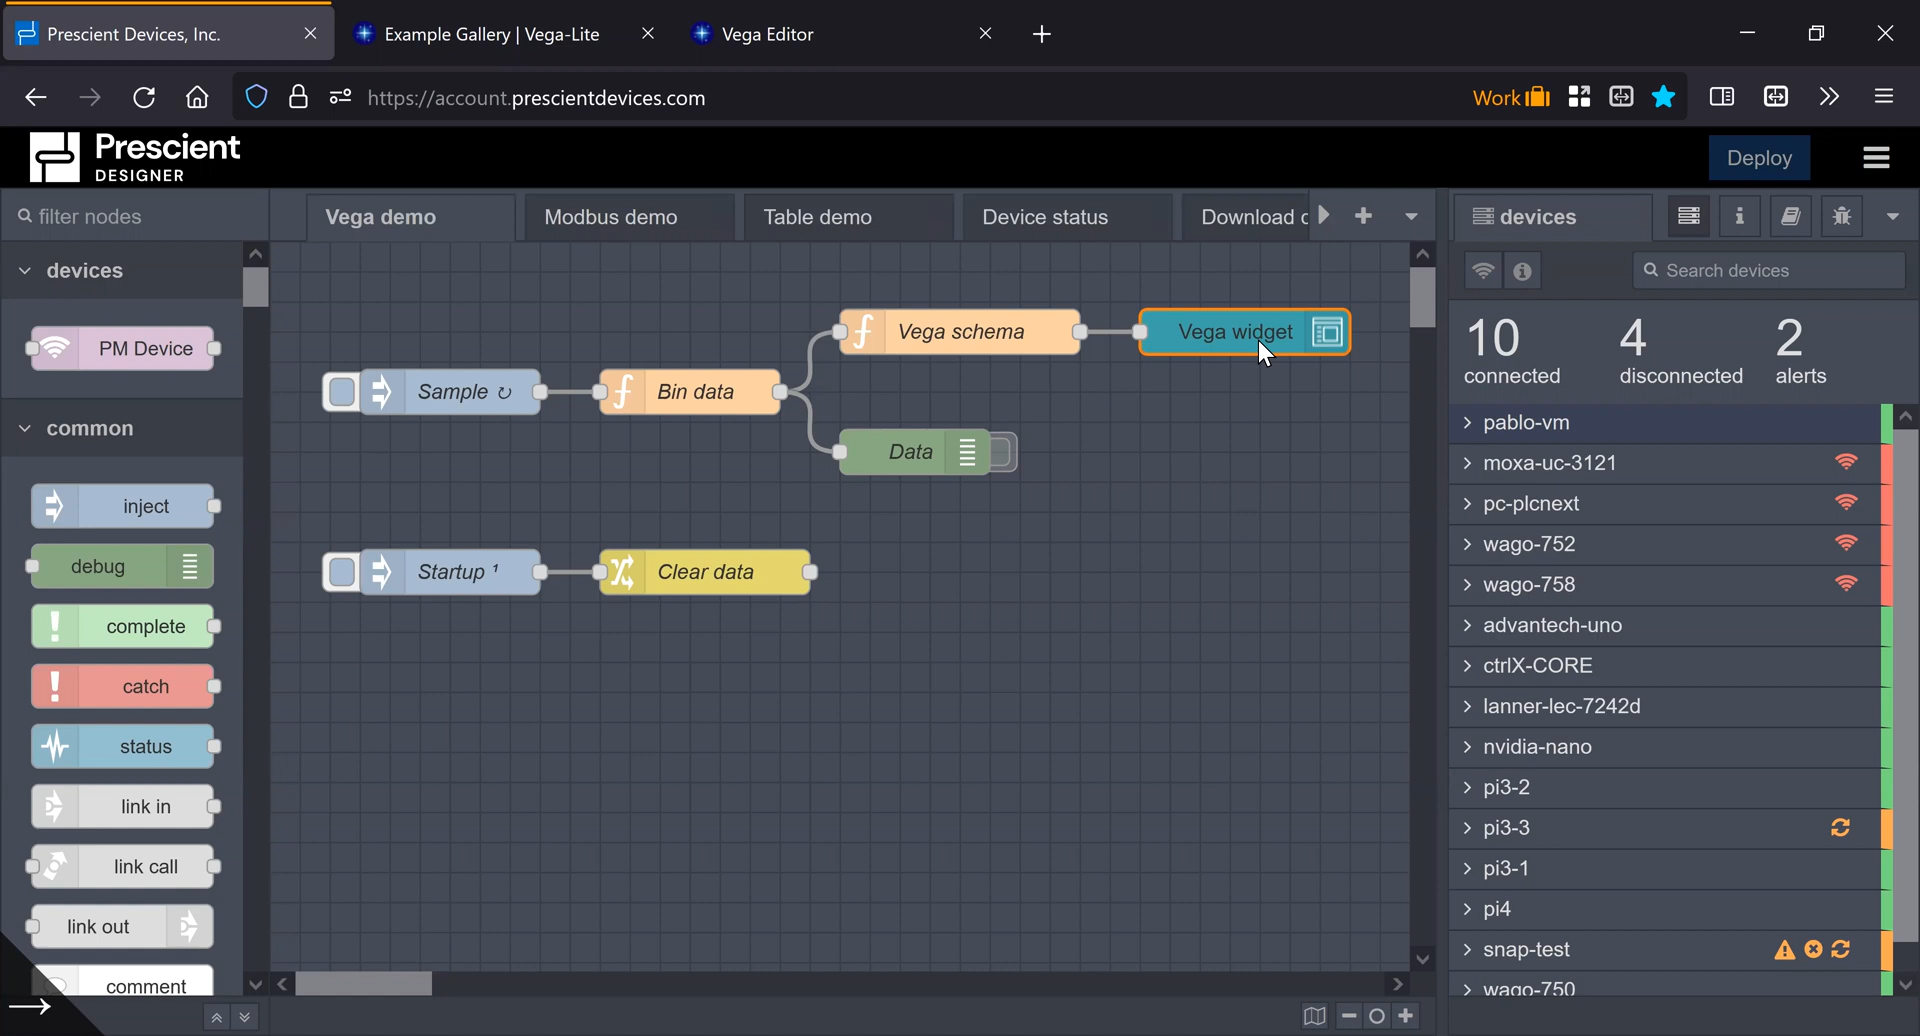 Prescient Devices, Inc.
Example Gallery | Vega-Lite
Vega Editor
https://account.prescientdevices.com
Work
Prescient
DESIGNER
Deploy
filter nodes
Vega demo
Modbus demo
Table demo
Device status
Download d
devices
devices
Search devices
PM Device
10
connected
4
disconnected
2
alerts
common
inject
debug
complete
catch
status
link in
link call
link out
comment
Vega schema
Vega widget
Sample ↻
Bin data
Data
Startup ¹
Clear data
pablo-vm
moxa-uc-3121
pc-plcnext
wago-752
wago-758
advantech-uno
ctrlX-CORE
lanner-lec-7242d
nvidia-nano
pi3-2
pi3-3
pi3-1
pi4
snap-test
wago-750